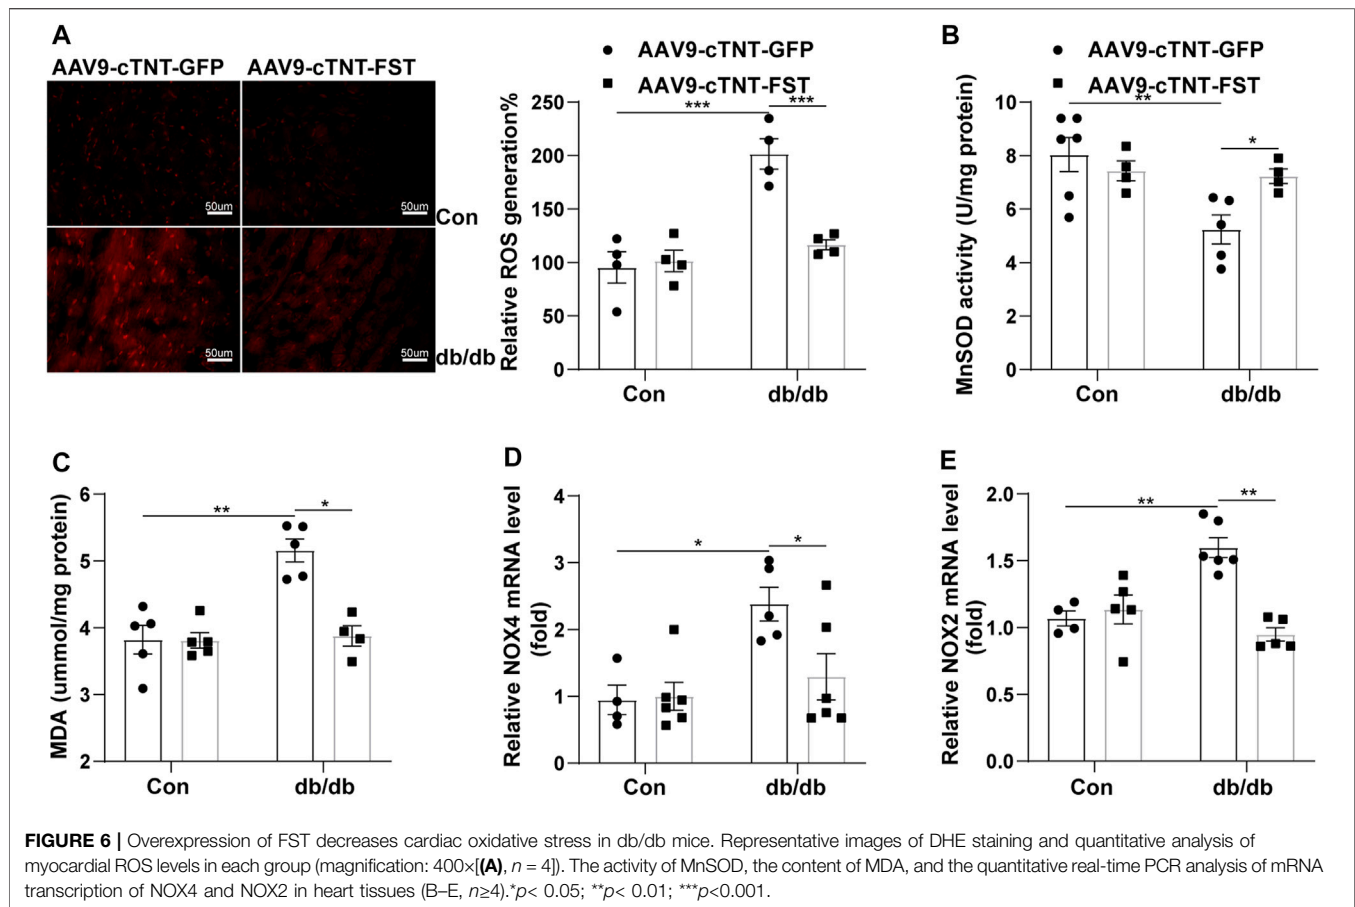 A
AAV9-cTNT-GFP AAV9-cTNT-FST
50um 50um
Con
50um 50um
db/db
AAV9-cTNT-GFP
AAV9-cTNT-FST
Relative ROS generation%
250
200
150
100
50
0
*** ***
Con db/db
B
AAV9-cTNT-GFP
AAV9-cTNT-FST
MnSOD activity (U/mg protein)
10
8
6
4
2
0
** *
Con db/db
C
MDA (ummol/mg protein)
6
5
4
3
2
** *
Con db/db
D
Relative NOX4 mRNA level
(fold)
4
3
2
1
0
* *
Con db/db
E
Relative NOX2 mRNA level
(fold)
2.0
1.5
1.0
0.5
0.0
** **
Con db/db
FIGURE 6 | Overexpression of FST decreases cardiac oxidative stress in db/db mice. Representative images of DHE staining and quantitative analysis of
myocardial ROS levels in each group (magnification: 400×[(A), n = 4]). The activity of MnSOD, the content of MDA, and the quantitative real-time PCR analysis of mRNA
transcription of NOX4 and NOX2 in heart tissues (B–E, n≥4).*p< 0.05; **p< 0.01; ***p<0.001.